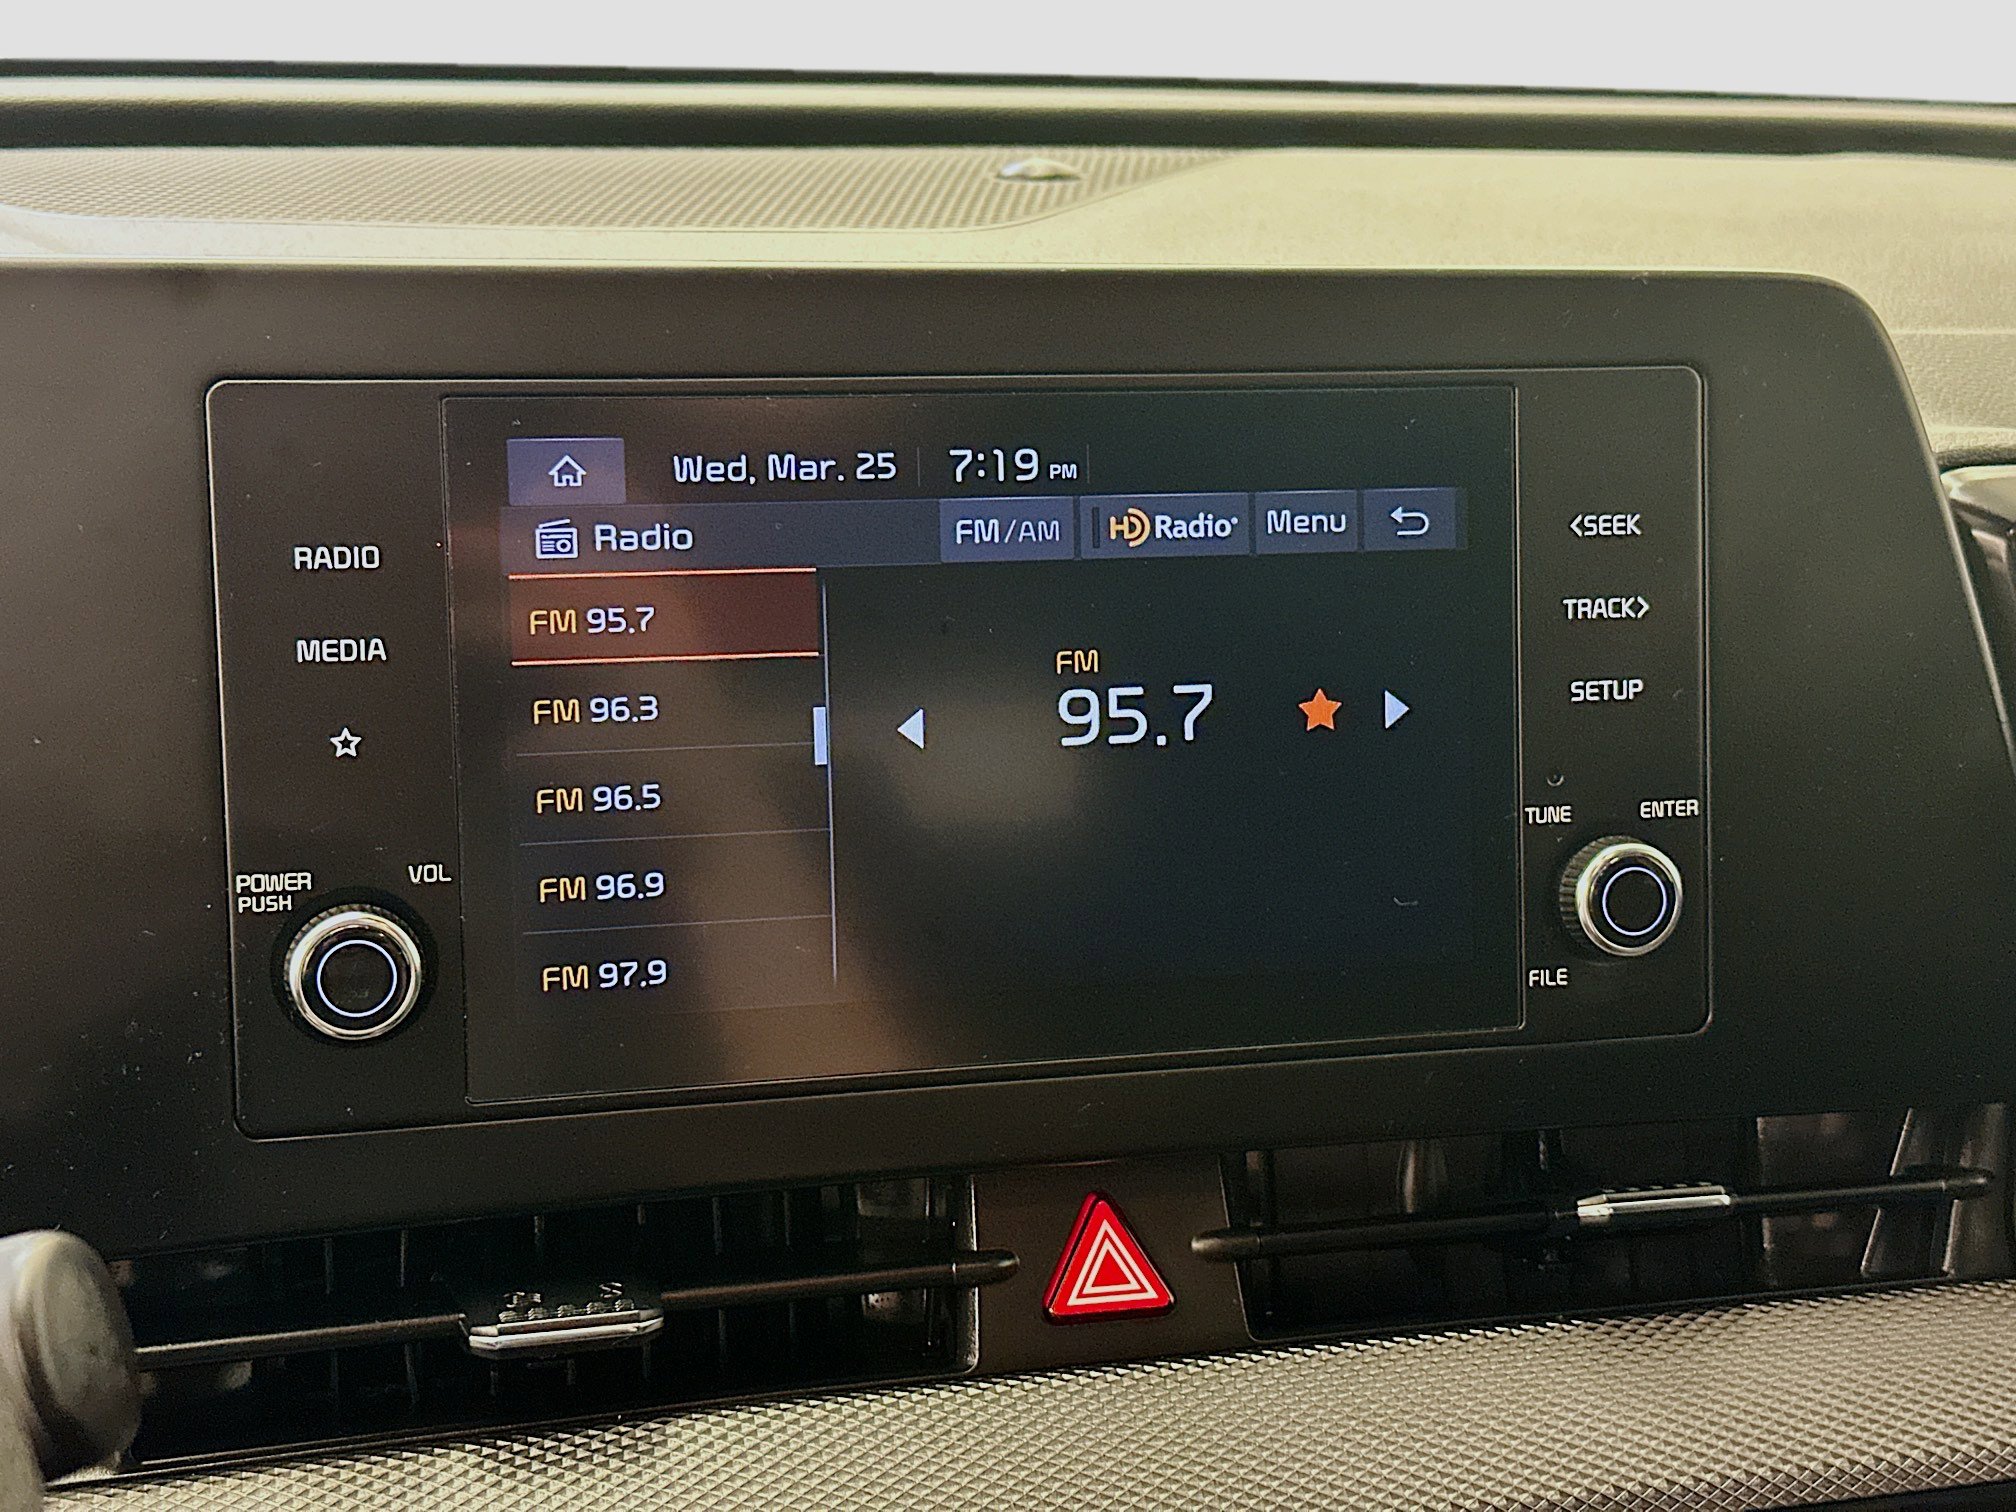 Wed, Mar. 25 7:19 PM
Radio FM/AM HD Radio Menu
FM 95.7
FM 96.3
FM 96.5
FM 96.9
FM 97.9
FM
95.7
RADIO
MEDIA
POWER
PUSH
VOL
<SEEK
TRACK>
SETUP
TUNE
ENTER
FILE